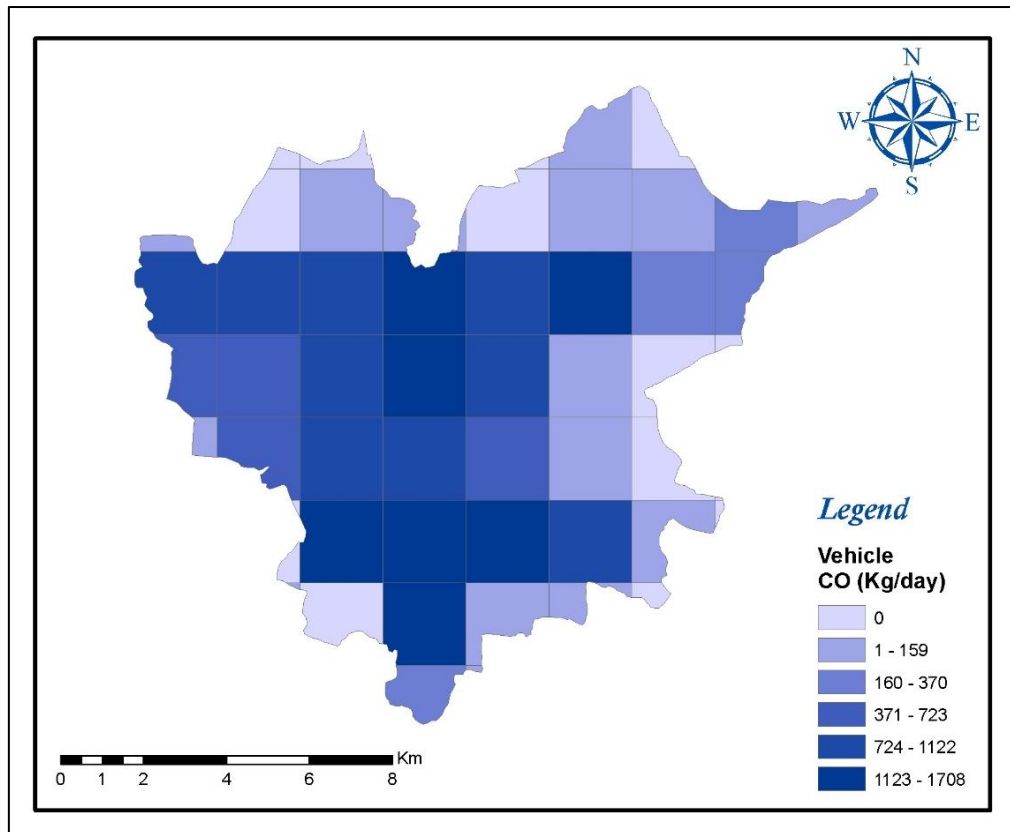 N
W E
S
Legend
Vehicle
CO (Kg/day)
0
1 - 159
160 - 370
371 - 723
724 - 1122
1123 - 1708
Km
0 1 2 4 6 8